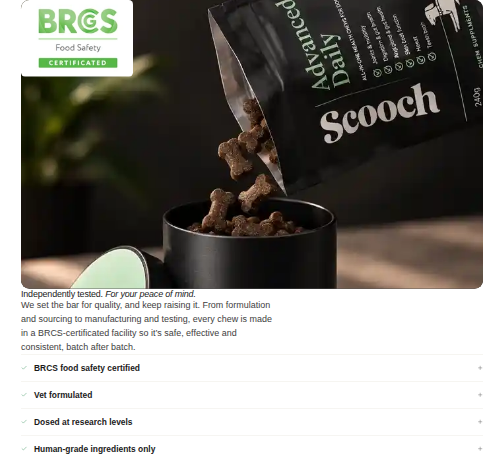 BRCGS
Food Safety
CERTIFICATED
Advanced
Daily
Scooch
240g
Independently tested. For your peace of mind.
We set the bar for quality, and keep raising it. From formulation
and sourcing to manufacturing and testing, every chew is made
in a BRCS-certificated facility so it's safe, effective and
consistent, batch after batch.
BRCS food safety certified
Vet formulated
Dosed at research levels
Human-grade ingredients only